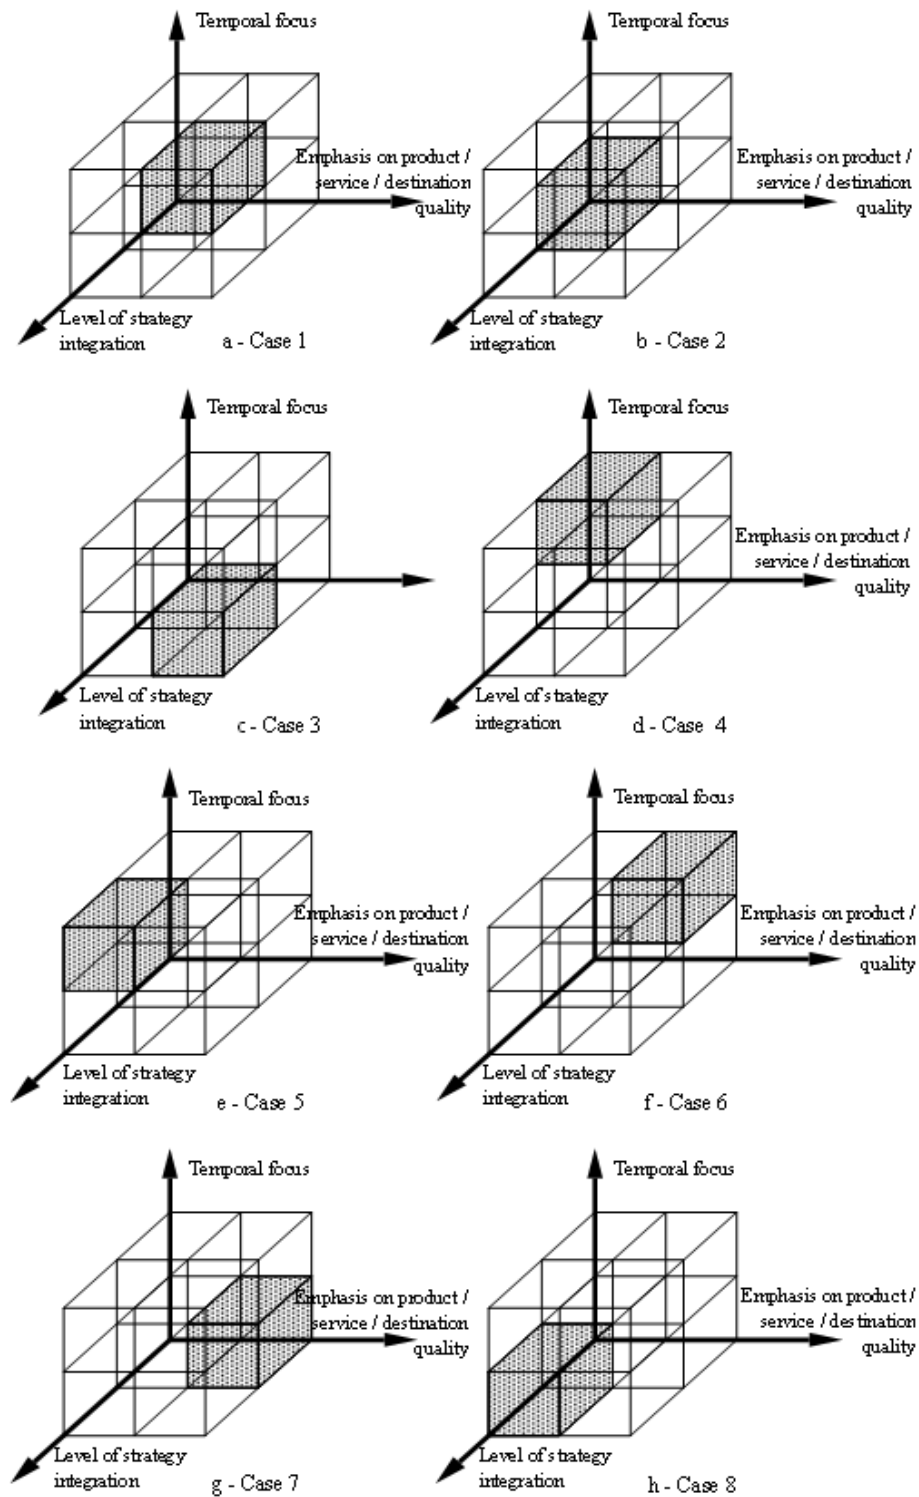 Temporal focus
Emphasis on product /
service / destination
quality
Level of strategy
integration
a - Case 1
Temporal focus
Emphasis on product /
service / destination
quality
Level of strategy
integration
b - Case 2
Temporal focus
Level of strategy
integration
c - Case 3
Temporal focus
Emphasis on product /
service / destination
quality
Level of strategy
integration
d - Case 4
Temporal focus
Emphasis on product /
service / destination
quality
Level of strategy
integration
e - Case 5
Temporal focus
Emphasis on product /
service / destination
quality
Level of strategy
integration
f - Case 6
Temporal focus
Emphasis on product /
service / destination
quality
Level of strategy
integration
g - Case 7
Temporal focus
Emphasis on product /
service / destination
quality
Level of strategy
integration
h - Case 8